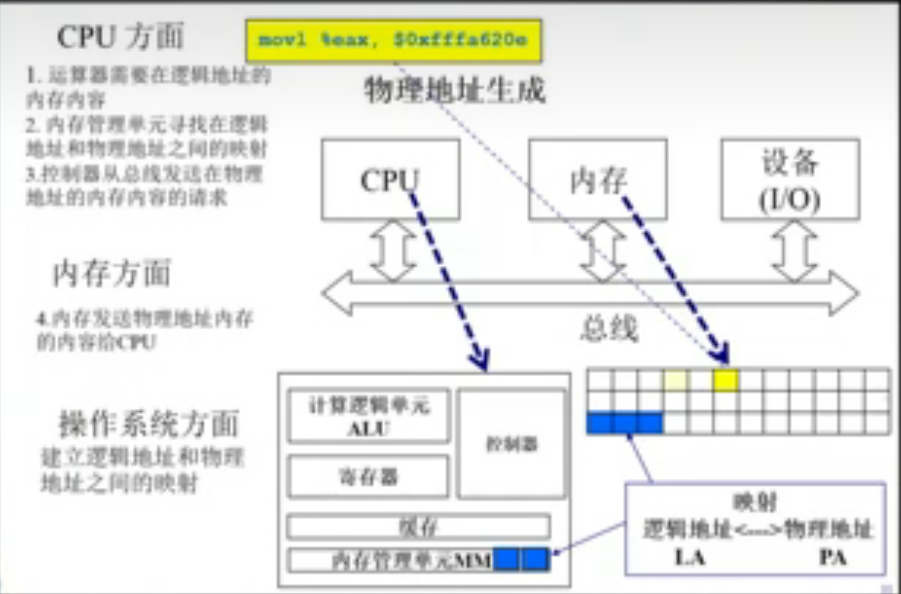 CPU 方面
movl %eax, $0xfffa620e
1. 运算器需要在逻辑地址的
内存内容
2. 内存管理单元寻找在逻辑
地址和物理地址之间的映射
3.控制器从总线发送在物理
地址的内存内容的请求
物理地址生成
CPU
内存
设备
(I/O)
总线
内存方面
4.内存发送物理地址内存
的内容给CPU
操作系统方面
建立逻辑地址和物理
地址之间的映射
计算逻辑单元
ALU
控制器
寄存器
缓存
内存管理单元MM
映射
逻辑地址<--->物理地址
LA PA